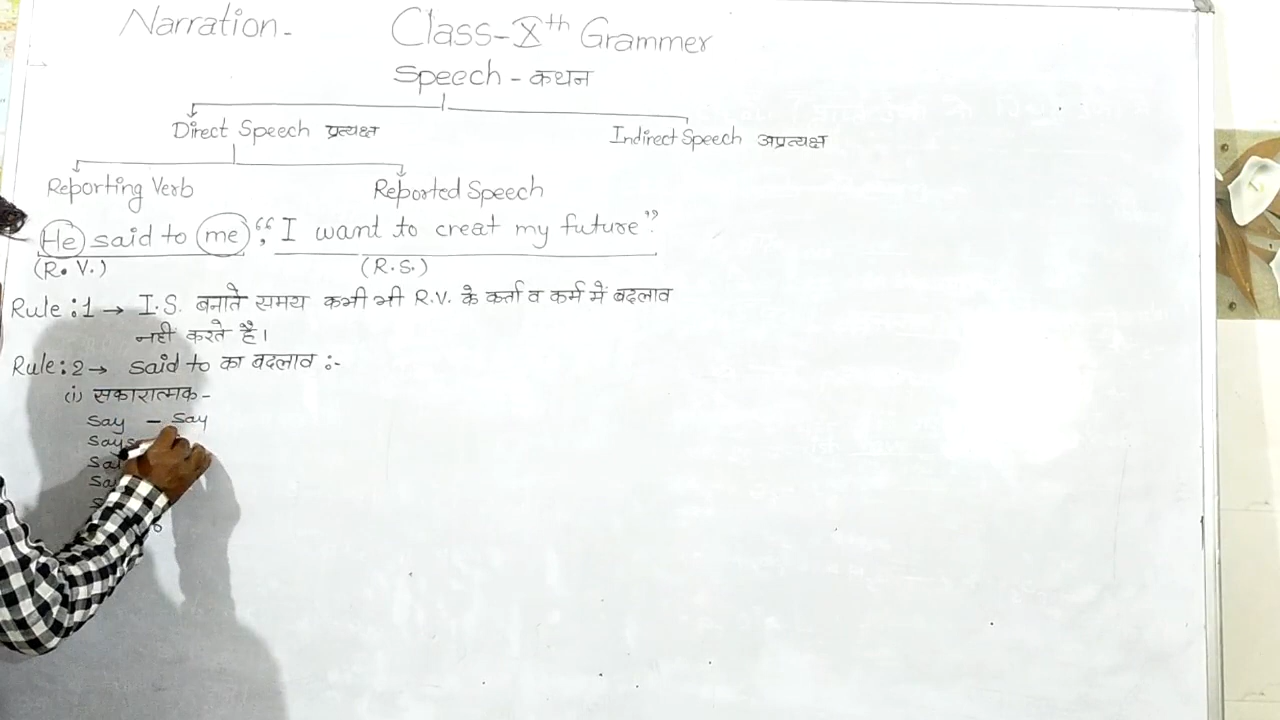 Narration- Class-Xth Grammer
Speech - कथन
Direct Speech प्रत्यक्ष Indirect Speech अप्रत्यक्ष
Reporting Verb Reported Speech
He said to me, “I want to creat my future”.
(R.V.) (R.S.)
Rule:1→ I.S. बनाते समय कभी भी R.V. के कर्ता व कर्म में बदलाव
नही करते है।
Rule:2→ said to का बदलाव :-
(i) सकारात्मक-
say - say
says